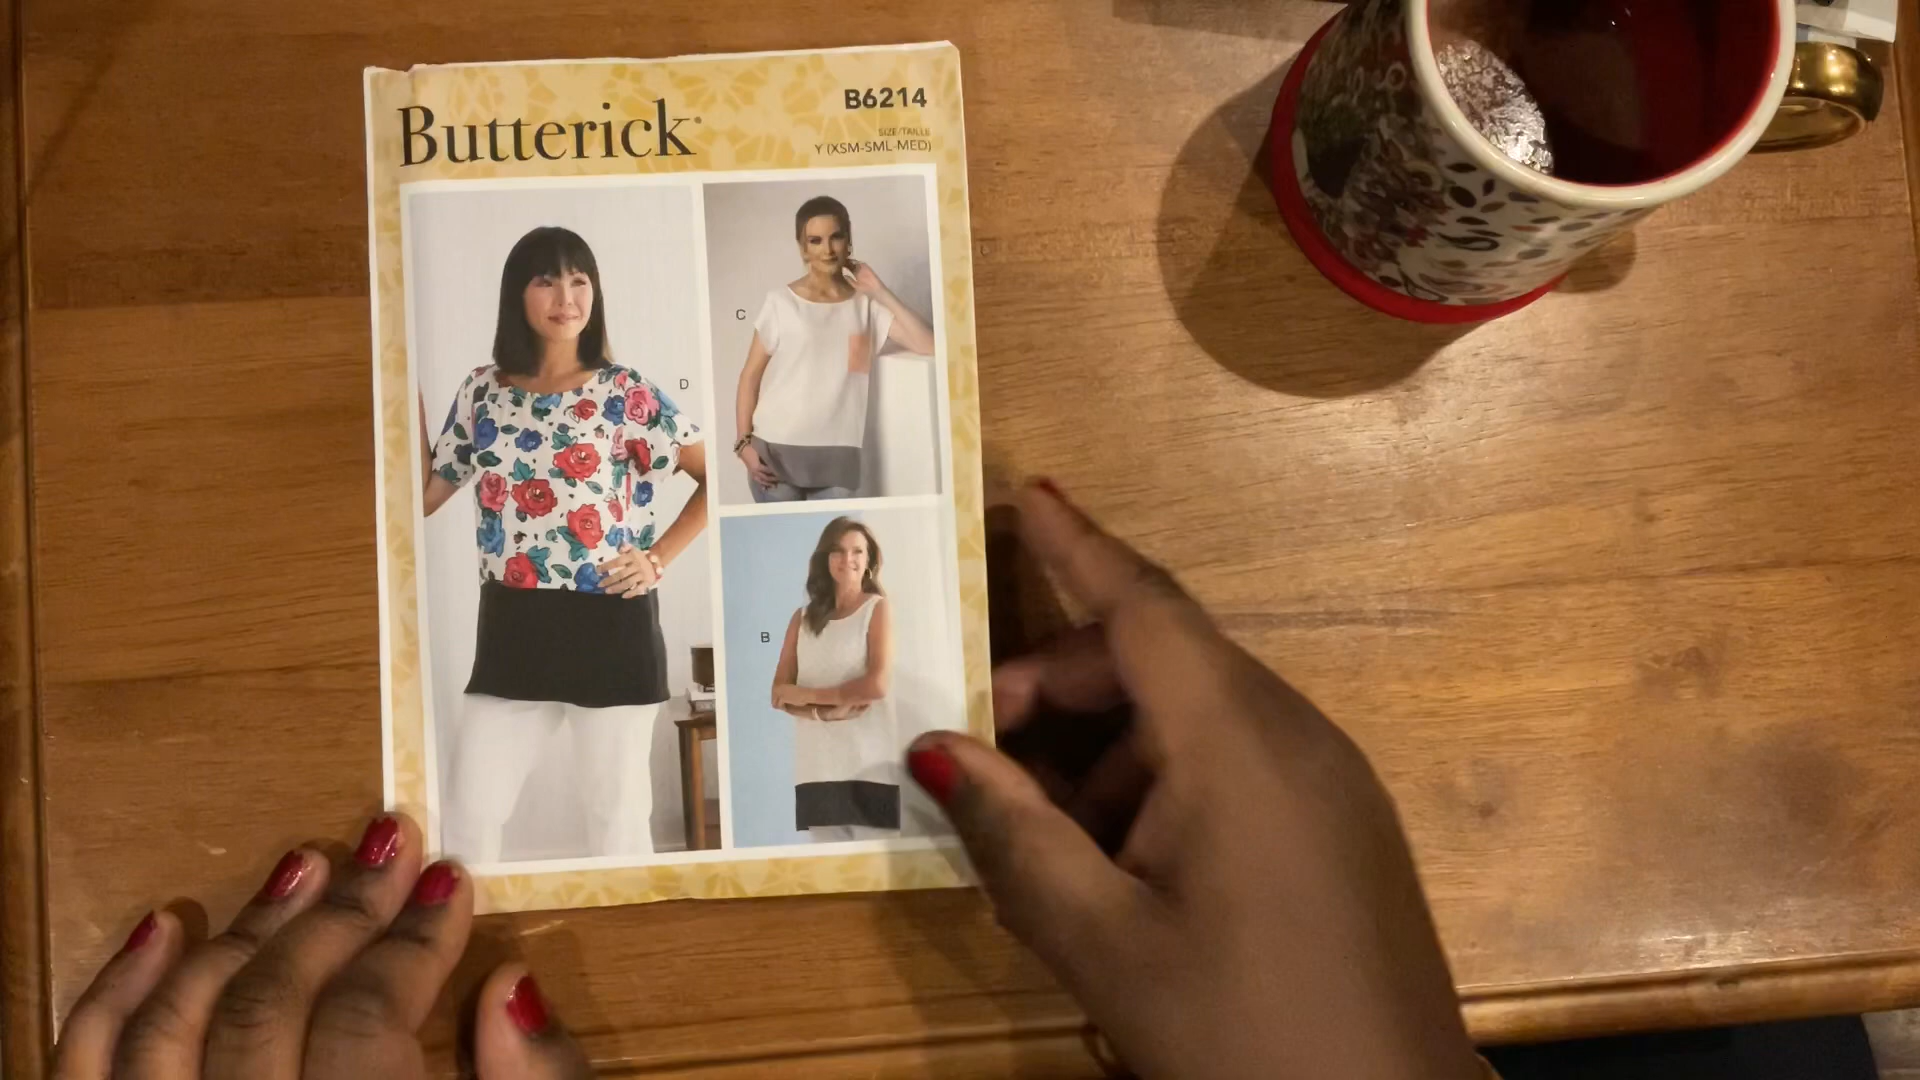 Butterick
B6214
SIZE/TAILLE
Y (XSM-SML-MED)
D
C
B